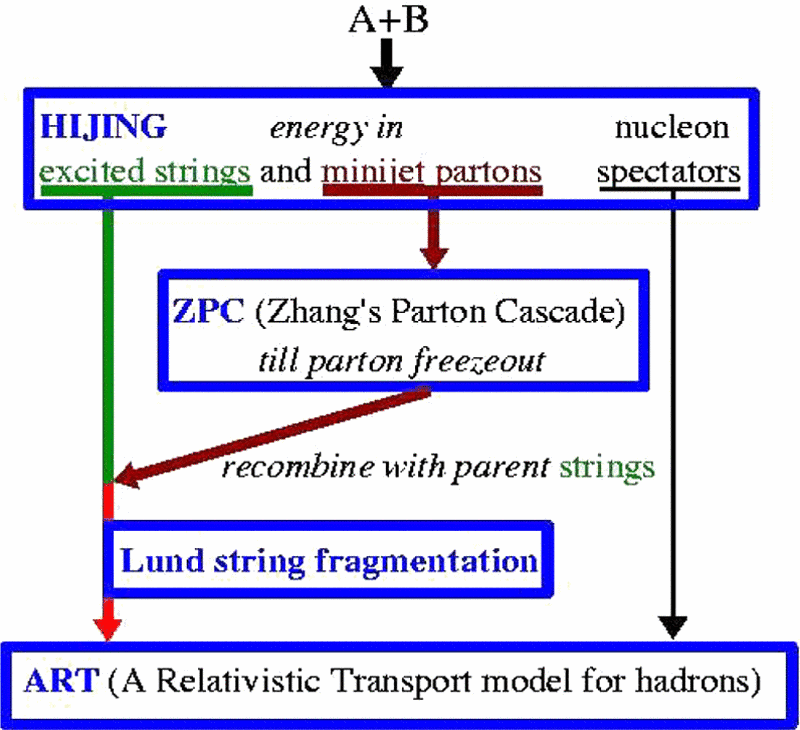 A+B
HIJING energy in nucleon
excited strings and minijet partons spectators
ZPC (Zhang's Parton Cascade)
till parton freezeout
recombine with parent strings
Lund string fragmentation
ART (A Relativistic Transport model for hadrons)